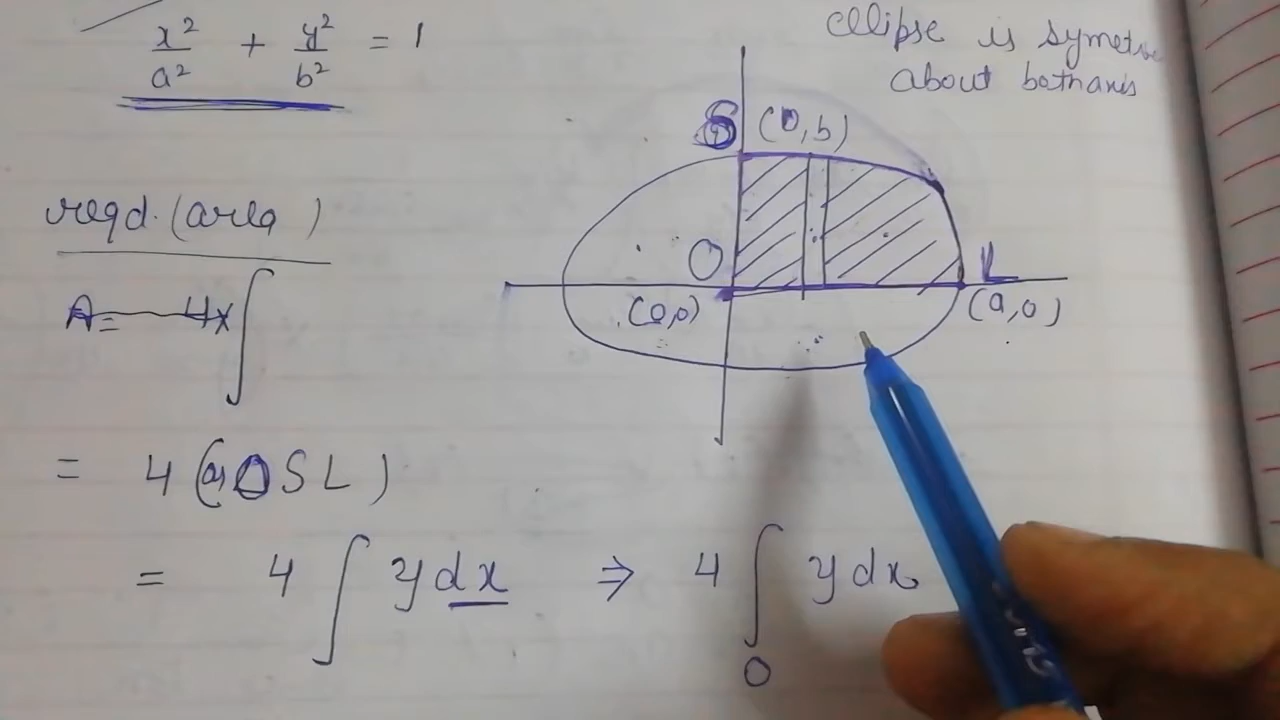 x²/a² + y²/b² = 1
ellipse is
about both axis
S (0,b)
reqd. (area)
O
L
(0,0)
(a,0)
A= 4x∫
= 4 (ar OSL)
= 4 ∫ y dx ⇒ 4 ∫₀ y dx